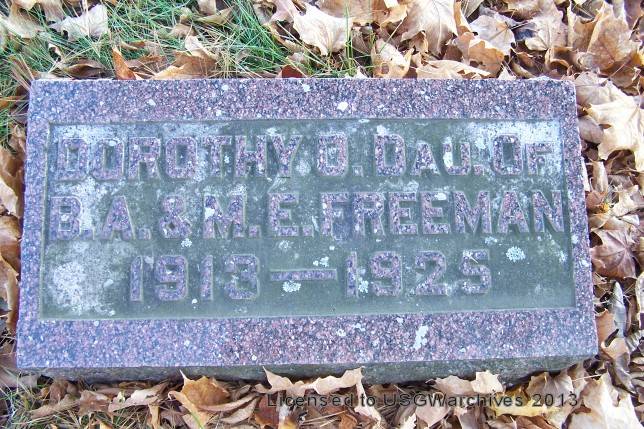 DOROTHY O. DAU. OF
B. A. & M. E. FREEMAN
1913 — 1925
Licensed to USGWarchives 2013